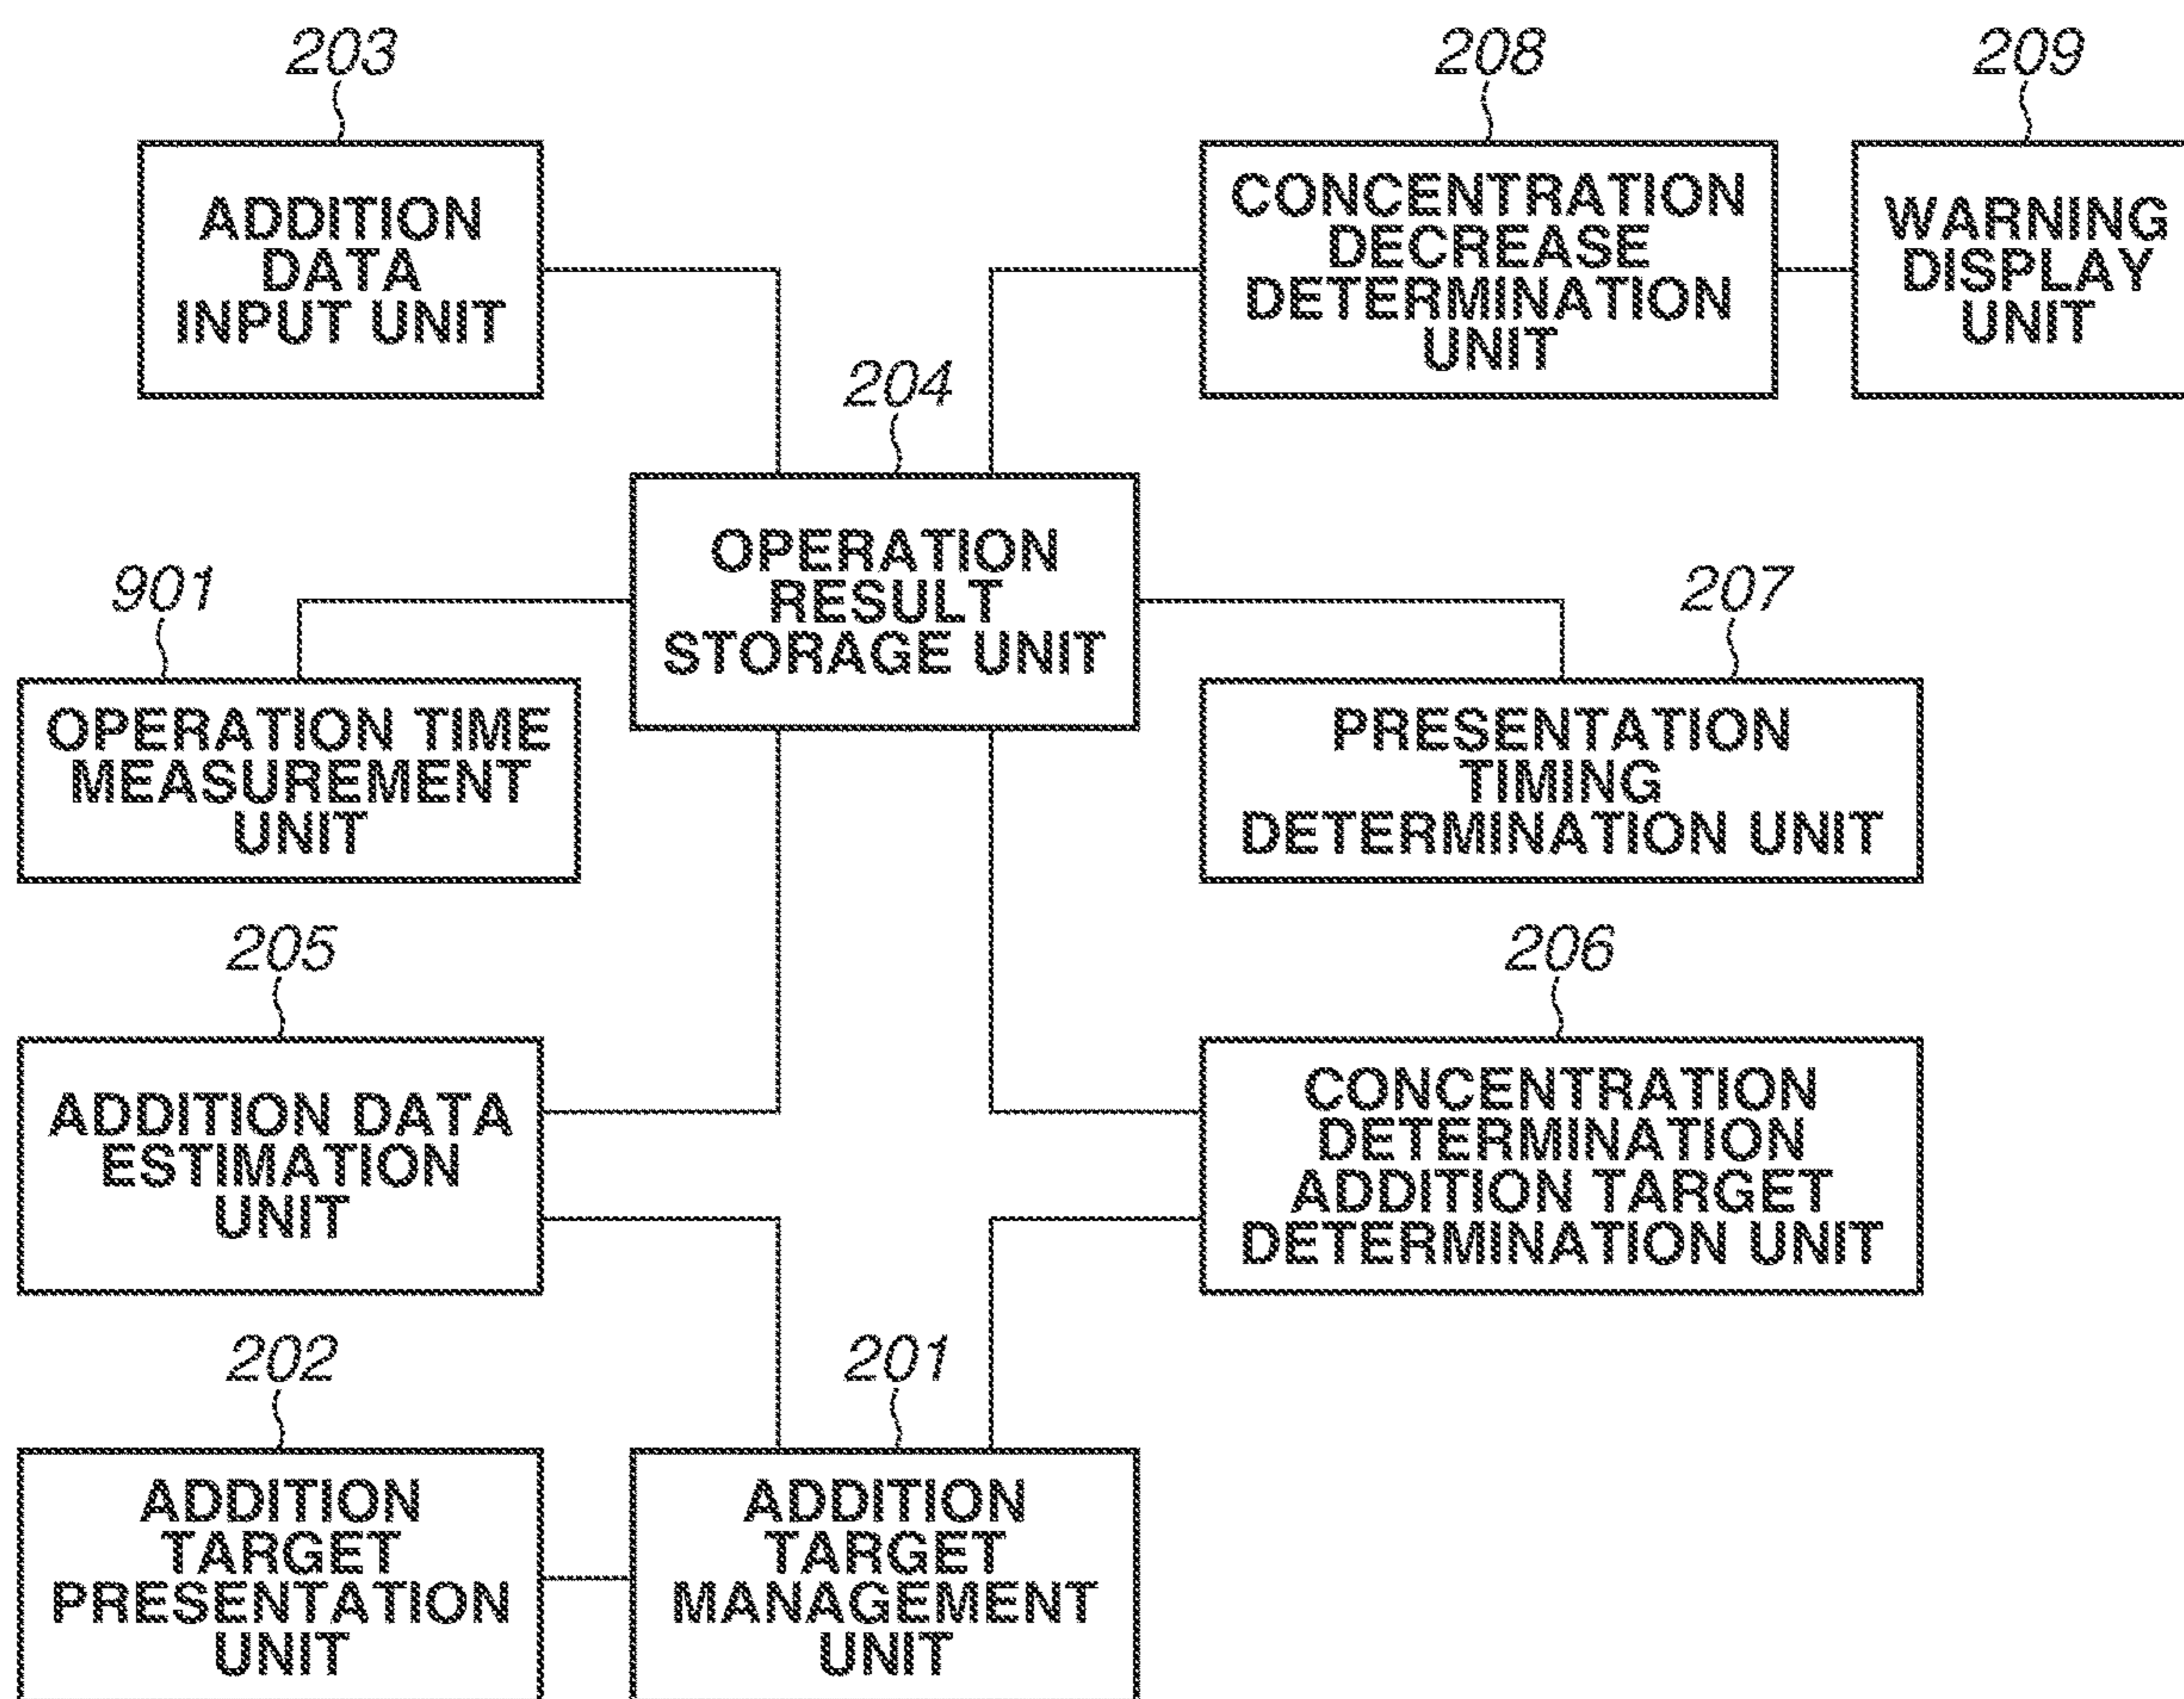 203
ADDITION
DATA
INPUT UNIT
208
CONCENTRATION
DECREASE
DETERMINATION
UNIT
209
WARNING
DISPLAY
UNIT
204
OPERATION
RESULT
STORAGE UNIT
901
OPERATION TIME
MEASUREMENT
UNIT
207
PRESENTATION
TIMING
DETERMINATION UNIT
205
ADDITION DATA
ESTIMATION
UNIT
206
CONCENTRATION
DETERMINATION
ADDITION TARGET
DETERMINATION UNIT
202
ADDITION
TARGET
PRESENTATION
UNIT
201
ADDITION
TARGET
MANAGEMENT
UNIT